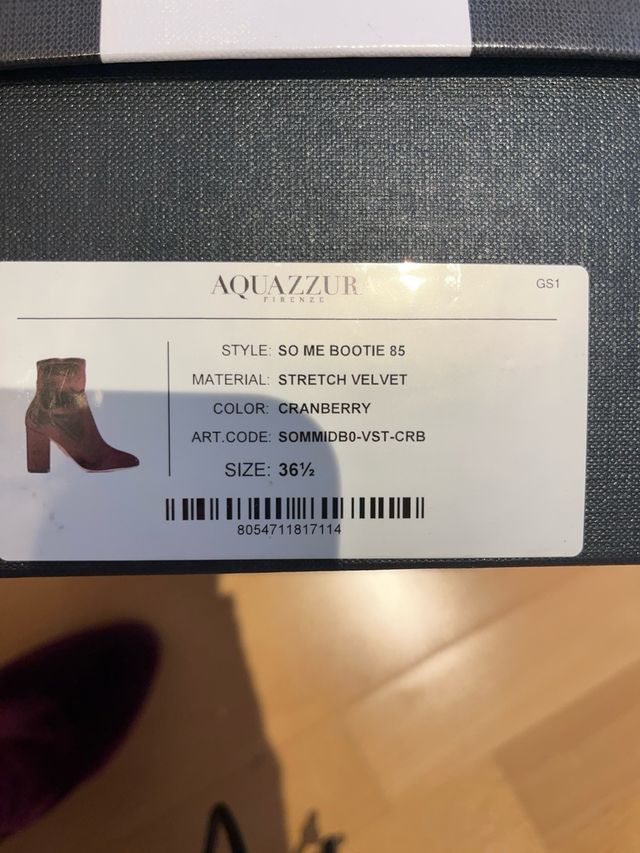 AQUAZZURA
FIRENZE
GS1
STYLE: SO ME BOOTIE 85
MATERIAL: STRETCH VELVET
COLOR: CRANBERRY
ART.CODE: SOMMIDB0-VST-CRB
SIZE: 36½
8054711817114